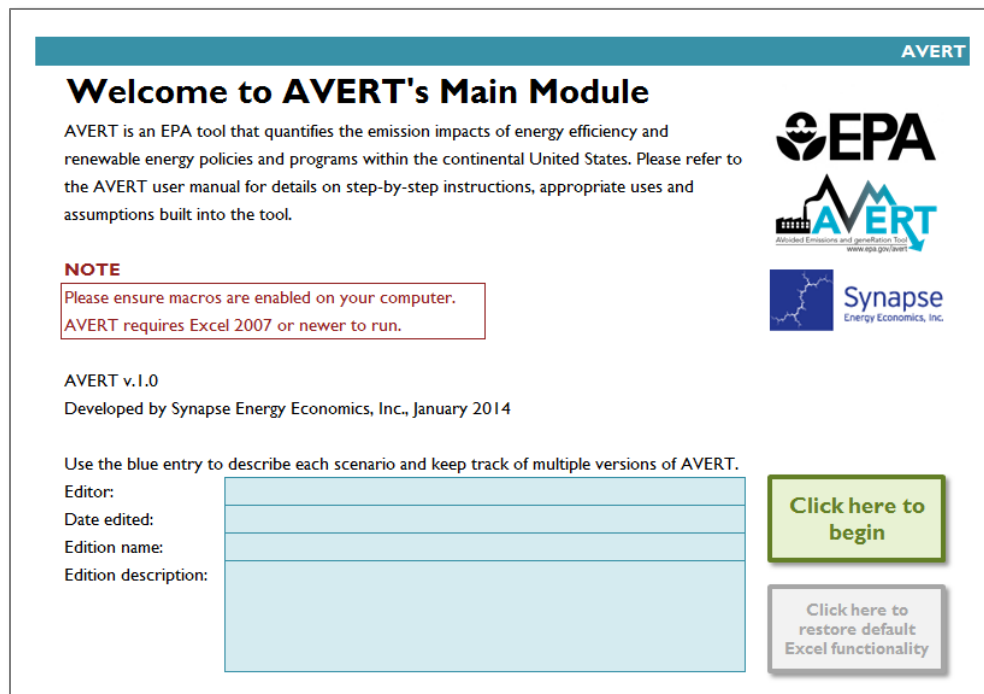 AVERT
Welcome to AVERT's Main Module
AVERT is an EPA tool that quantifies the emission impacts of energy efficiency and
renewable energy policies and programs within the continental United States. Please refer to
the AVERT user manual for details on step-by-step instructions, appropriate uses and
assumptions built into the tool.
EPA
AVERT
AVoided Emissions and geneRation Tool
www.epa.gov/avert
NOTE
Please ensure macros are enabled on your computer.
AVERT requires Excel 2007 or newer to run.
Synapse
Energy Economics, Inc.
AVERT v.1.0
Developed by Synapse Energy Economics, Inc., January 2014
Use the blue entry to describe each scenario and keep track of multiple versions of AVERT.
Editor:
Date edited:
Edition name:
Edition description:
Click here to
begin
Click here to
restore default
Excel functionality